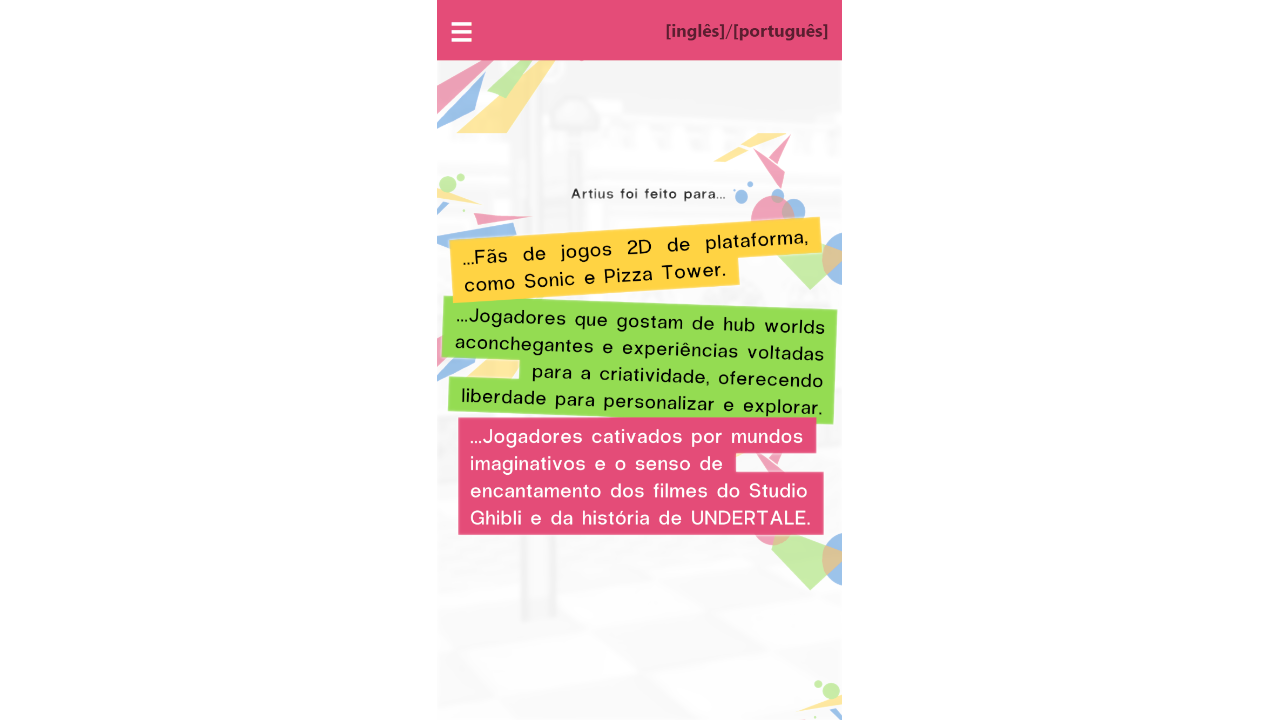 [inglês]/[português]
Artius foi feito para...
...Fãs de jogos 2D de plataforma,
como Sonic e Pizza Tower.
...Jogadores que gostam de hub worlds
aconchegantes e experiências voltadas
para a criatividade, oferecendo
liberdade para personalizar e explorar.
...Jogadores cativados por mundos
imaginativos e o senso de
encantamento dos filmes do Studio
Ghibli e da história de UNDERTALE.